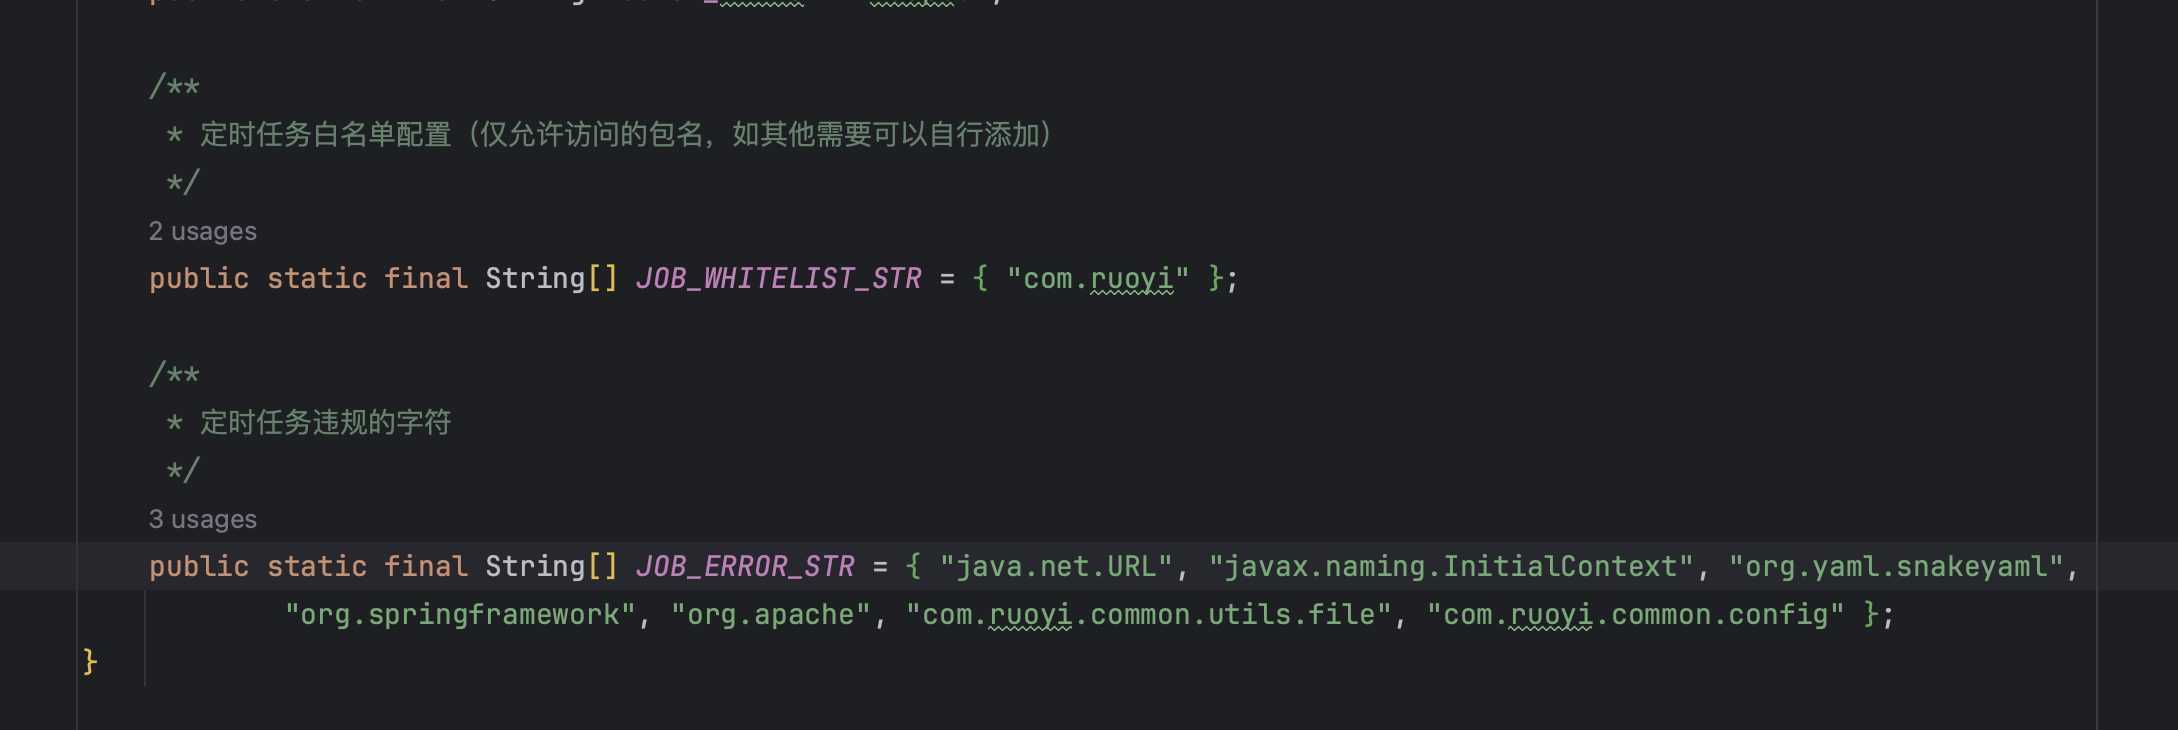 /**
* 定时任务白名单配置（仅允许访问的包名，如其他需要可以自行添加）
*/
2 usages
public static final String[] JOB_WHITELIST_STR = { "com.ruoyi" };
/**
* 定时任务违规的字符
*/
3 usages
public static final String[] JOB_ERROR_STR = { "java.net.URL", "javax.naming.InitialContext", "org.yaml.snakeyaml",
"org.springframework", "org.apache", "com.ruoyi.common.utils.file", "com.ruoyi.common.config" };
}